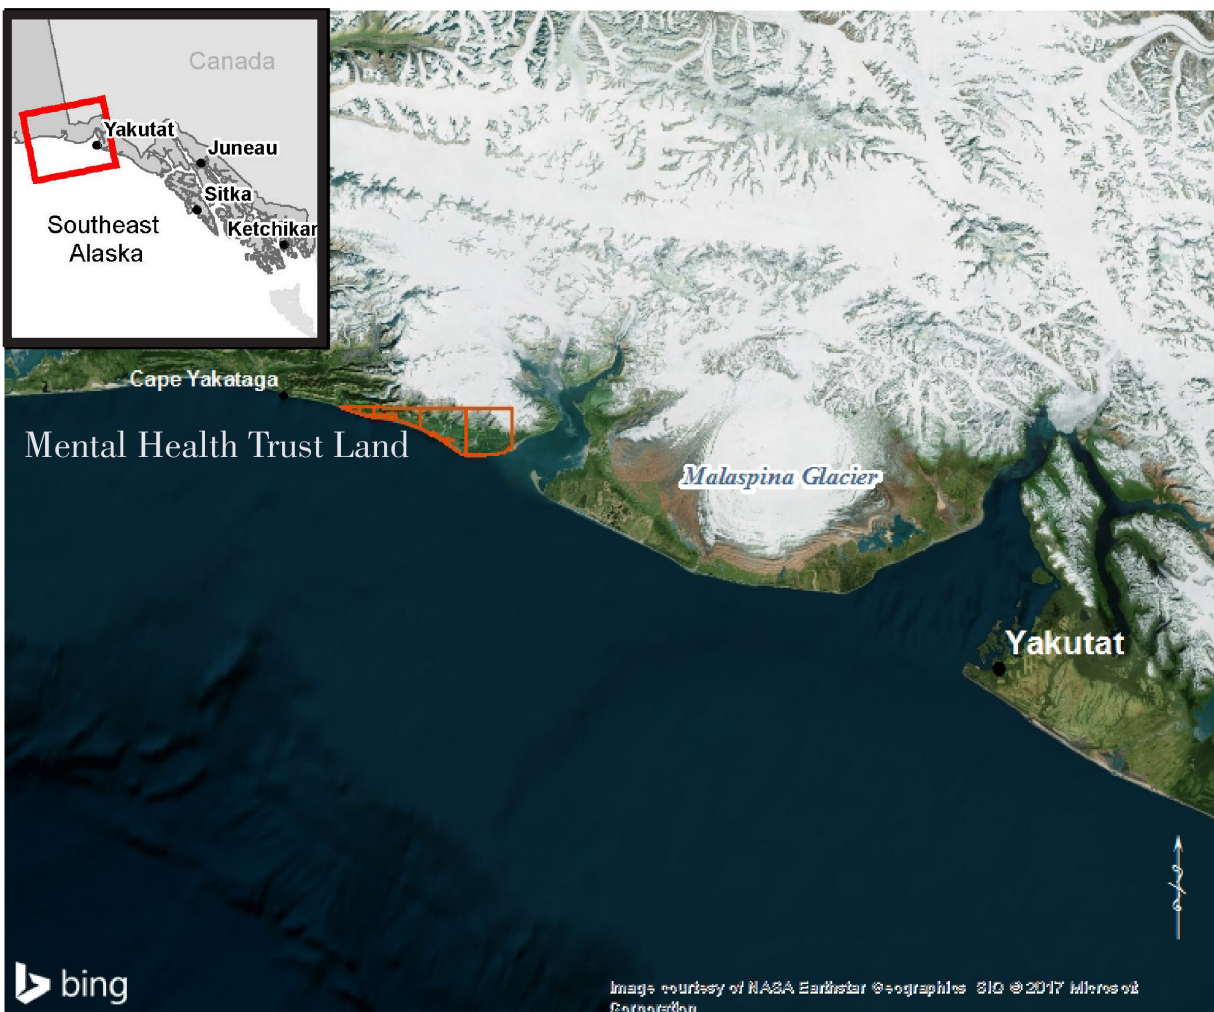 Canada
Yakutat
Juneau
Sitka
Southeast
Alaska
Ketchikan
Cape Yakataga
Mental Health Trust Land
Malaspina Glacier
Yakutat
bing
Image courtesy of NASA Earthstar Geographics SIO © 2017 Microsoft
Corporation